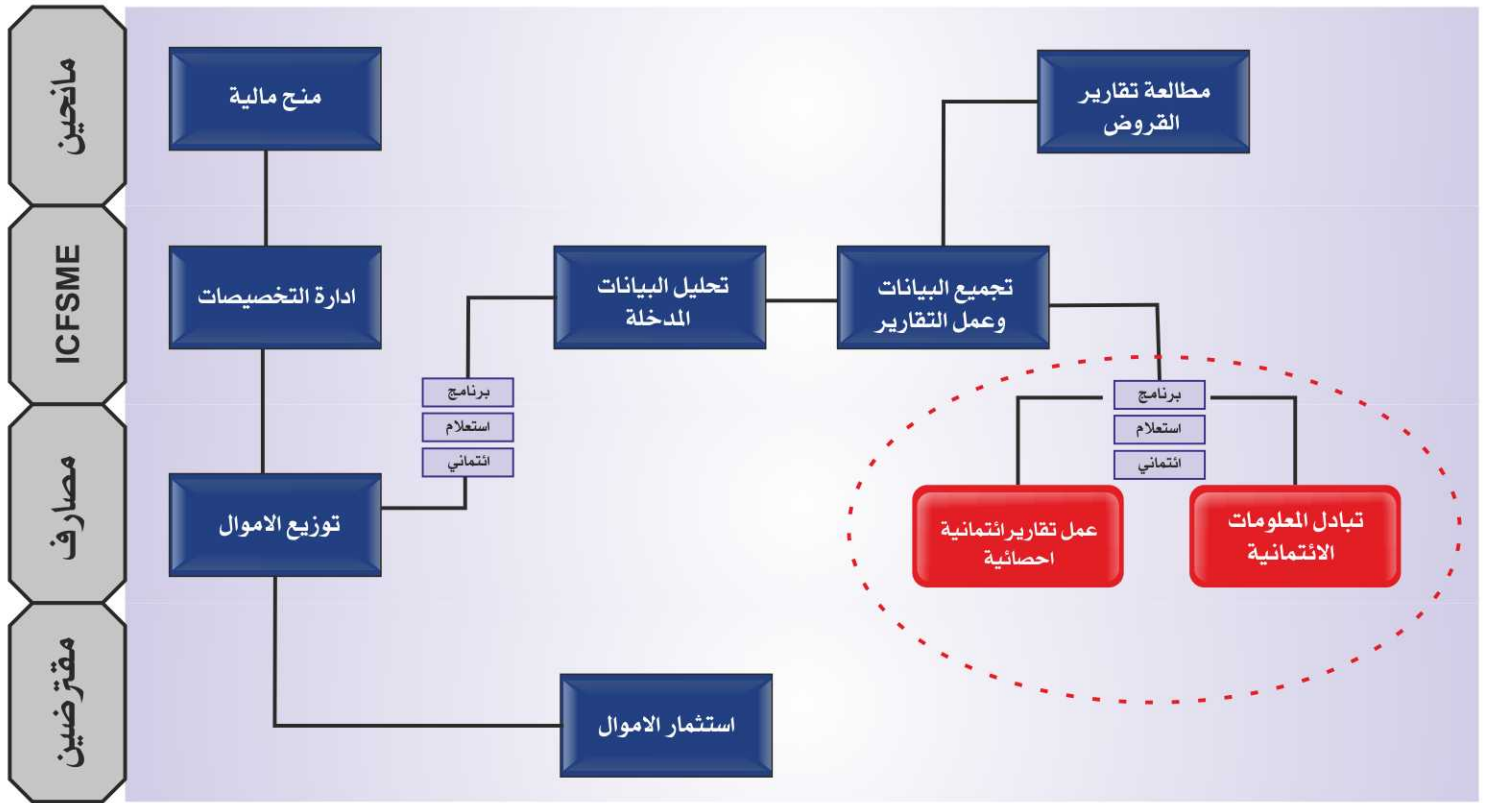 مانحين
منح مالية
مطالعة تقارير
القروض
ICFSME
ادارة التخصيصات
تحليل البيانات
المدخلة
تجميع البيانات
وعمل التقارير
برنامج
استعلام
ائتماني
برنامج
استعلام
ائتماني
مصارف
توزيع الاموال
عمل تقاريرائتمانية
احصائية
تبادل المعلومات
الائتمانية
مقترضين
استثمار الاموال